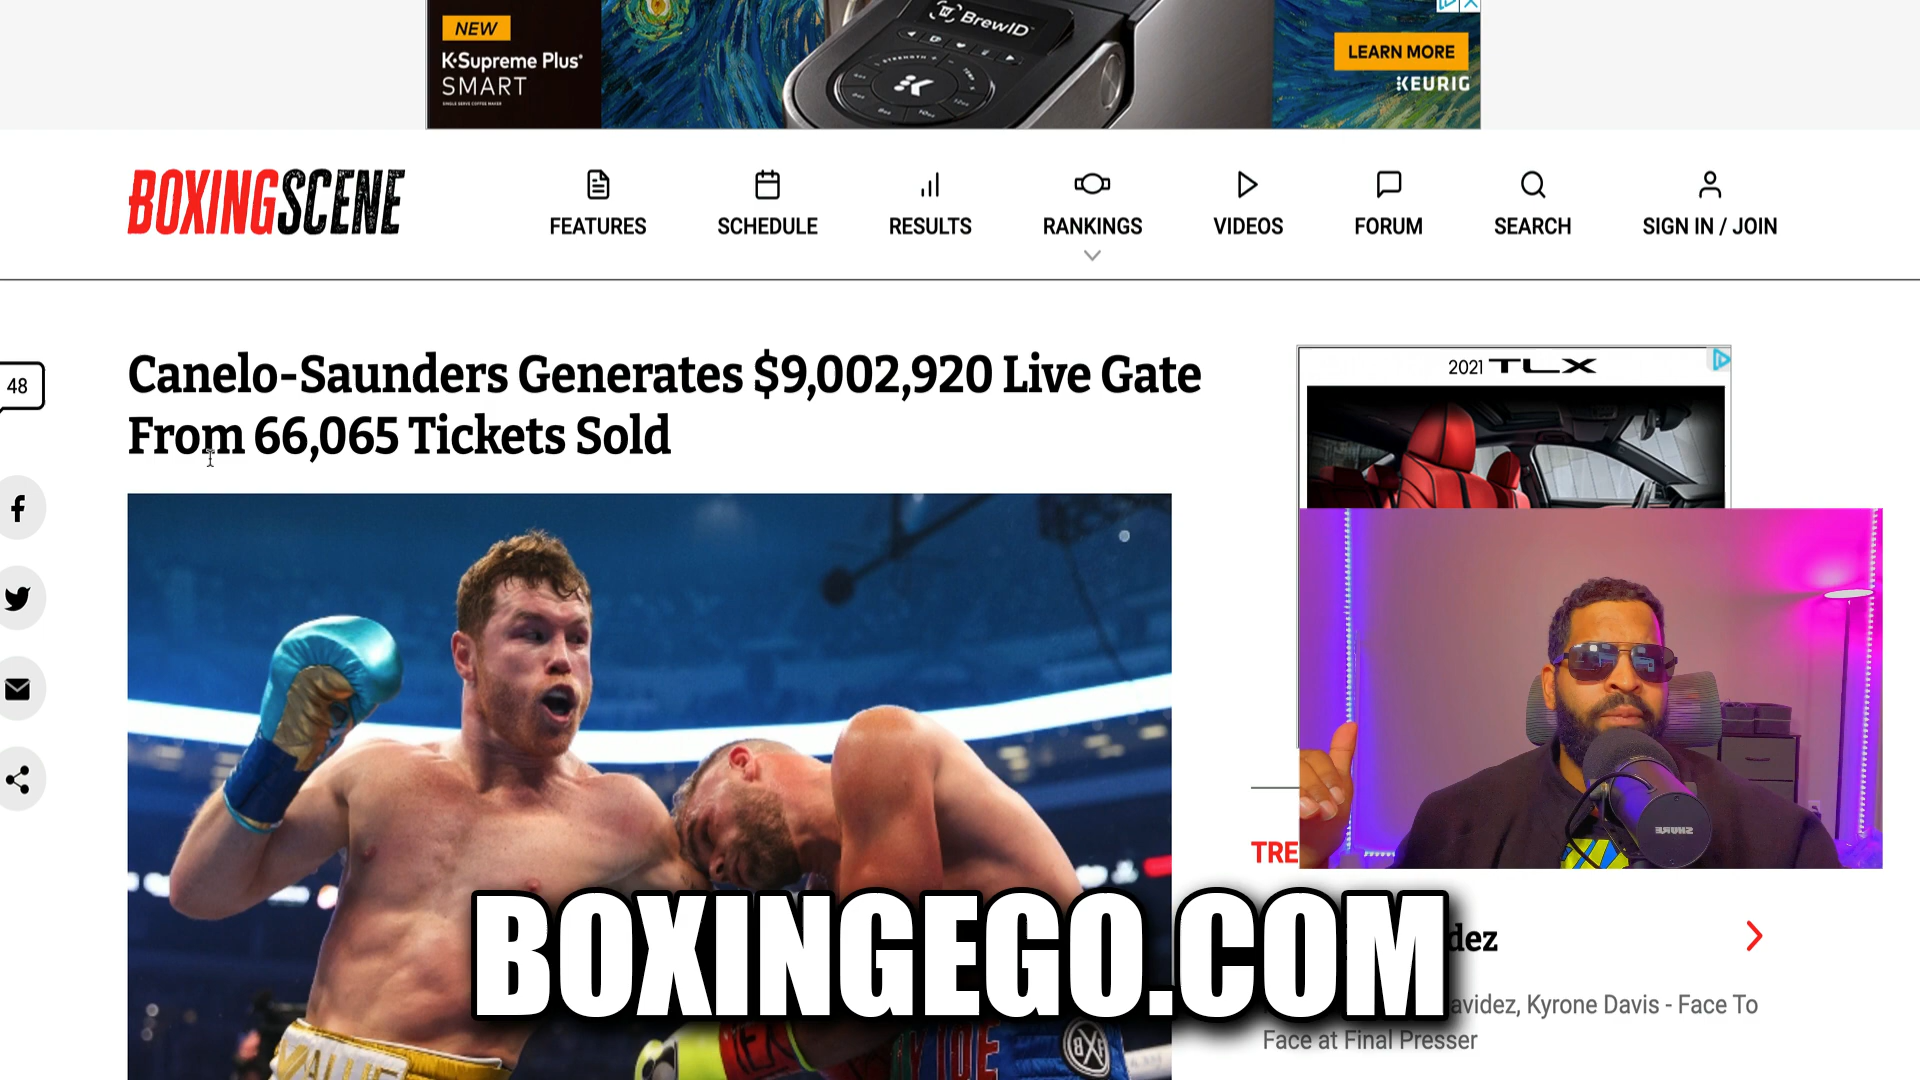 NEW
K·Supreme Plus®
SMART
BrewID™
LEARN MORE
KEURIG
BOXINGSCENE
FEATURES
SCHEDULE
RESULTS
RANKINGS
VIDEOS
FORUM
SEARCH
SIGN IN / JOIN
48
Canelo-Saunders Generates $9,002,920 Live Gate
From 66,065 Tickets Sold
2021 TLX
SHURE
TRE
BOXINGEGO.COM
dez
avidez, Kyrone Davis - Face To
Face at Final Presser